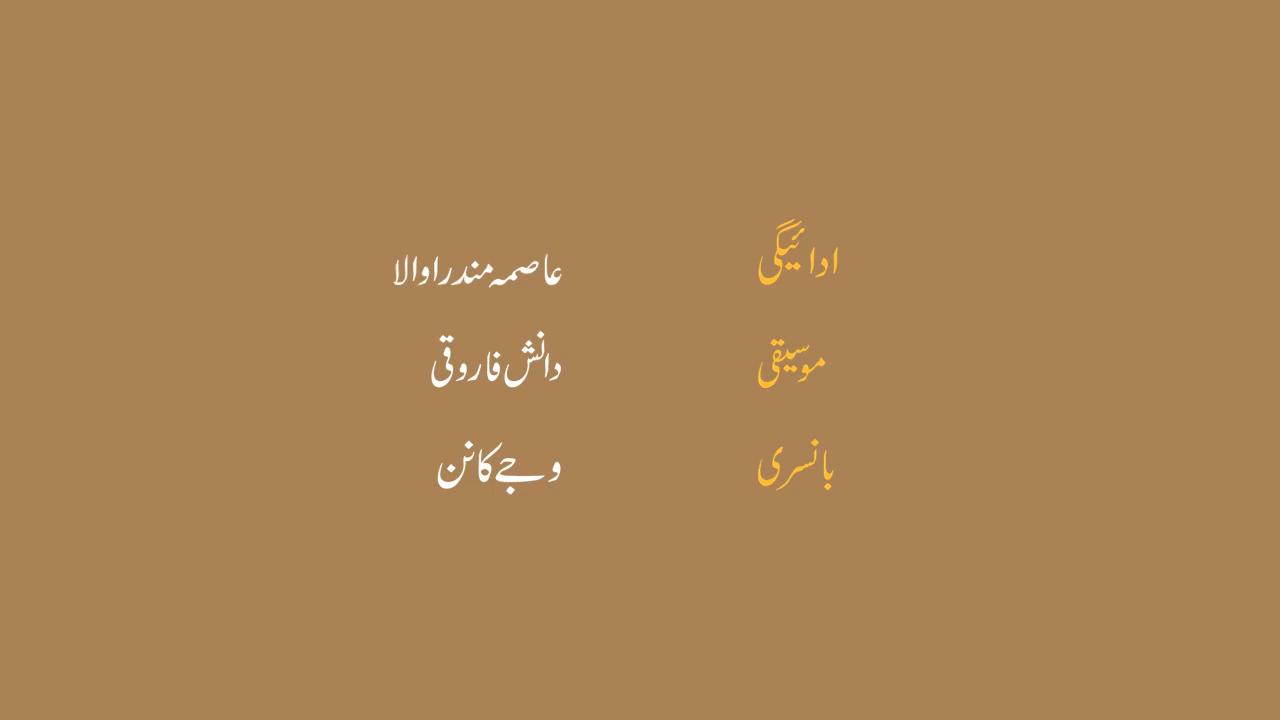 ادائیگی عاصمہ مندراوالا
موسیقی دانش فاروقی
بانسری وجے کانن